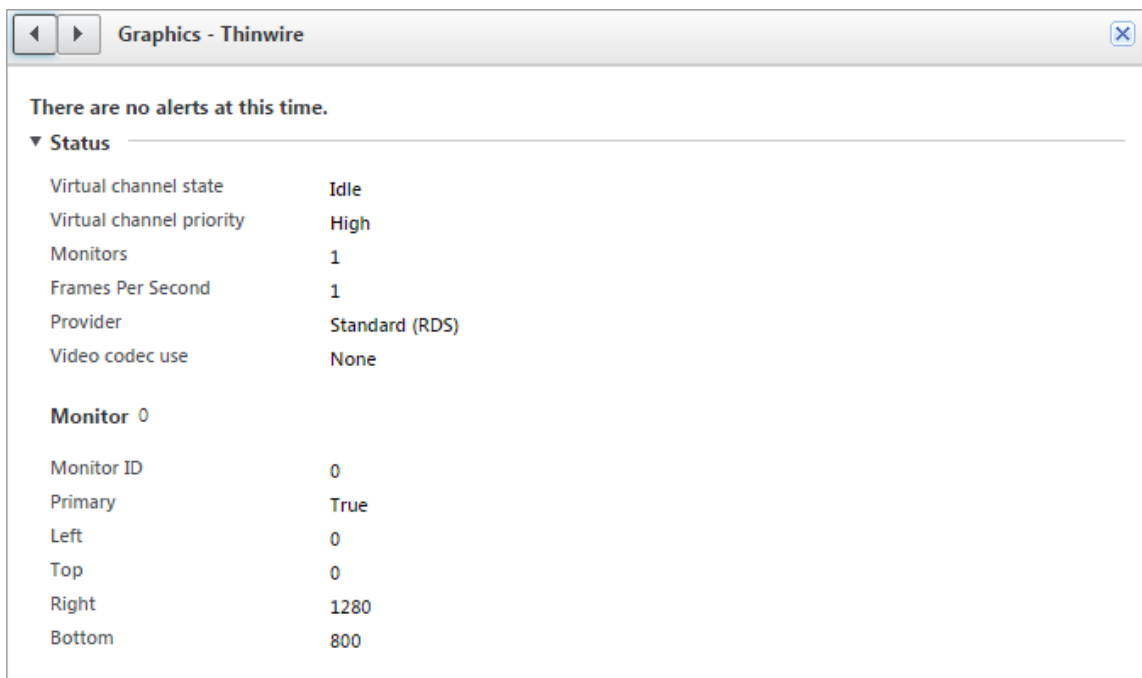 Graphics - Thinwire
There are no alerts at this time.
Status
Virtual channel state Idle
Virtual channel priority High
Monitors 1
Frames Per Second 1
Provider Standard (RDS)
Video codec use None
Monitor 0
Monitor ID 0
Primary True
Left 0
Top 0
Right 1280
Bottom 800